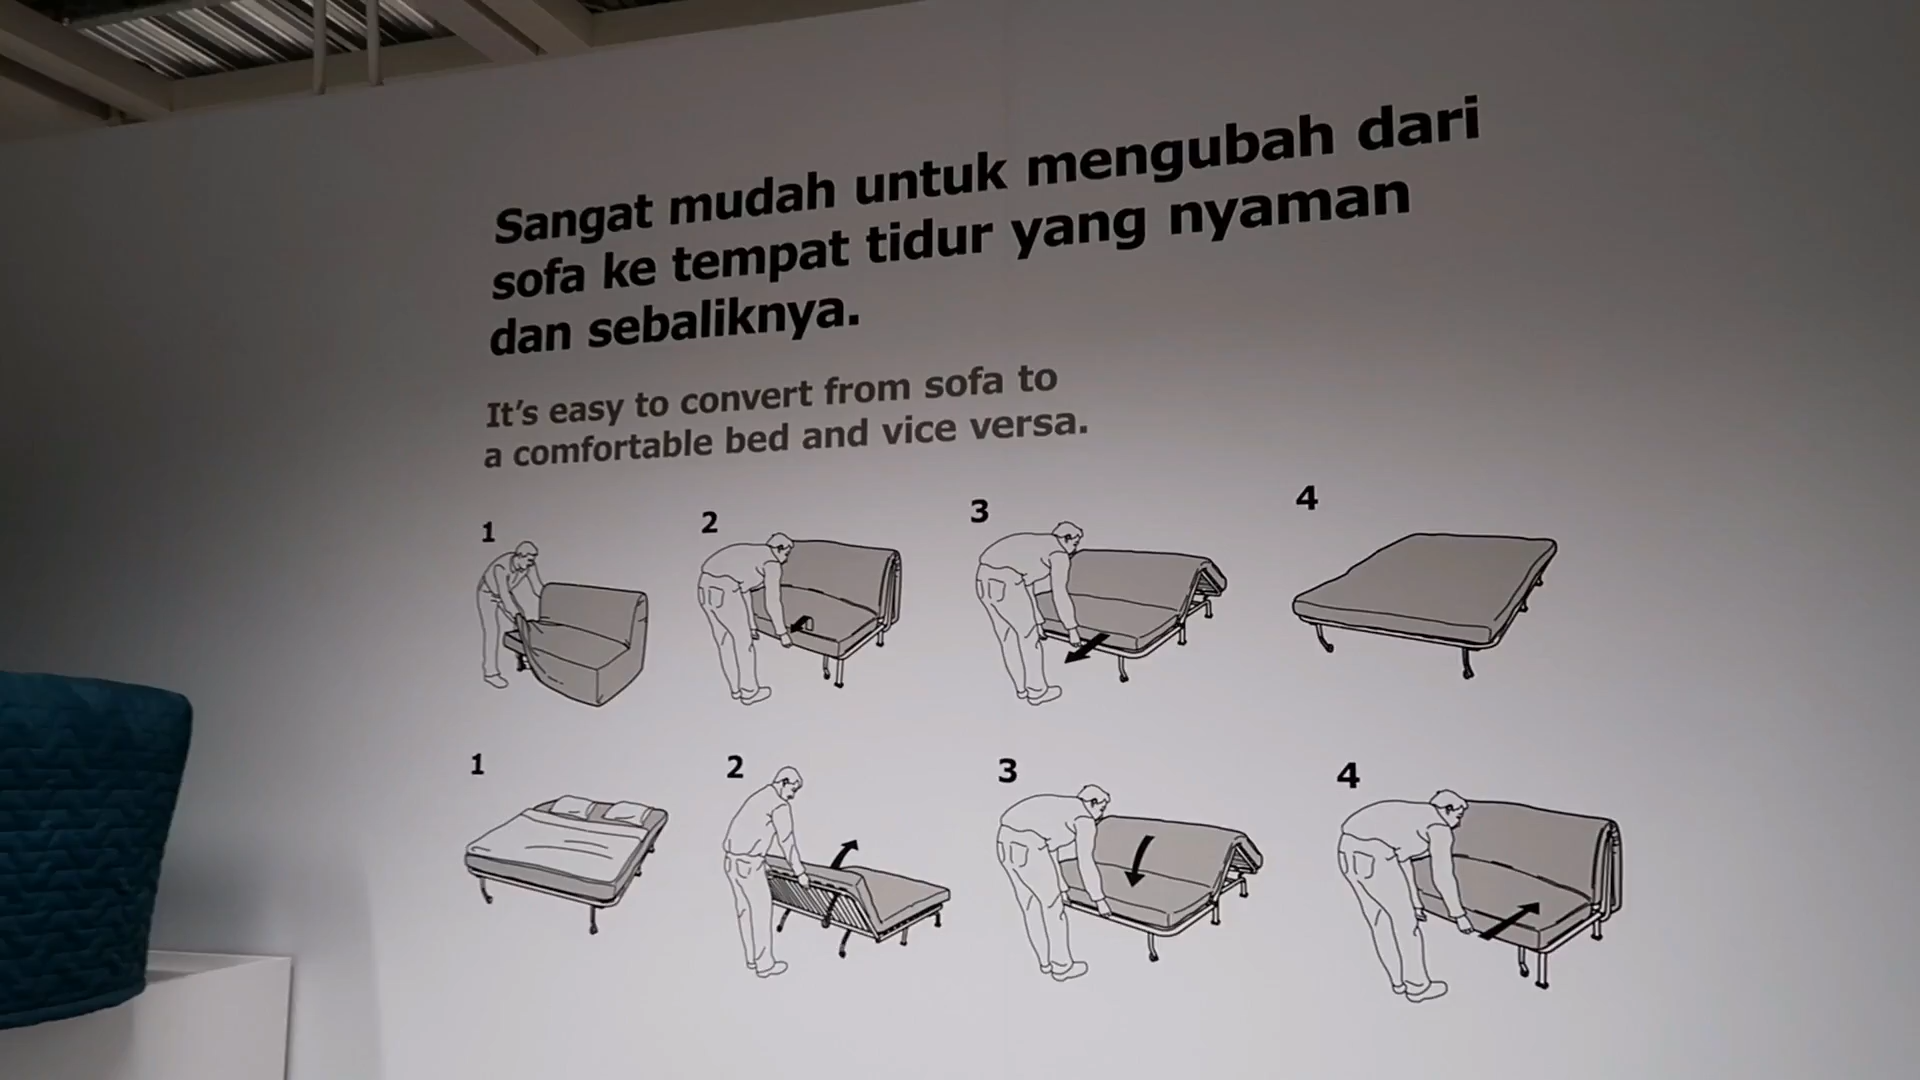 Sangat mudah untuk mengubah dari
sofa ke tempat tidur yang nyaman
dan sebaliknya.
It's easy to convert from sofa to
a comfortable bed and vice versa.
1 2 3 4
1 2 3 4